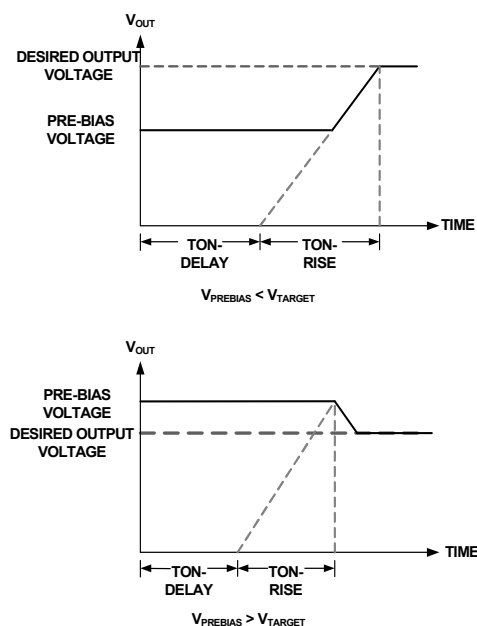 VOUT
DESIRED OUTPUT
VOLTAGE
PRE-BIAS
VOLTAGE
TIME
TON-
DELAY
TON-
RISE
VPREBIAS < VTARGET
VOUT
PRE-BIAS
VOLTAGE
DESIRED OUTPUT
VOLTAGE
TIME
TON-
DELAY
TON-
RISE
VPREBIAS > VTARGET